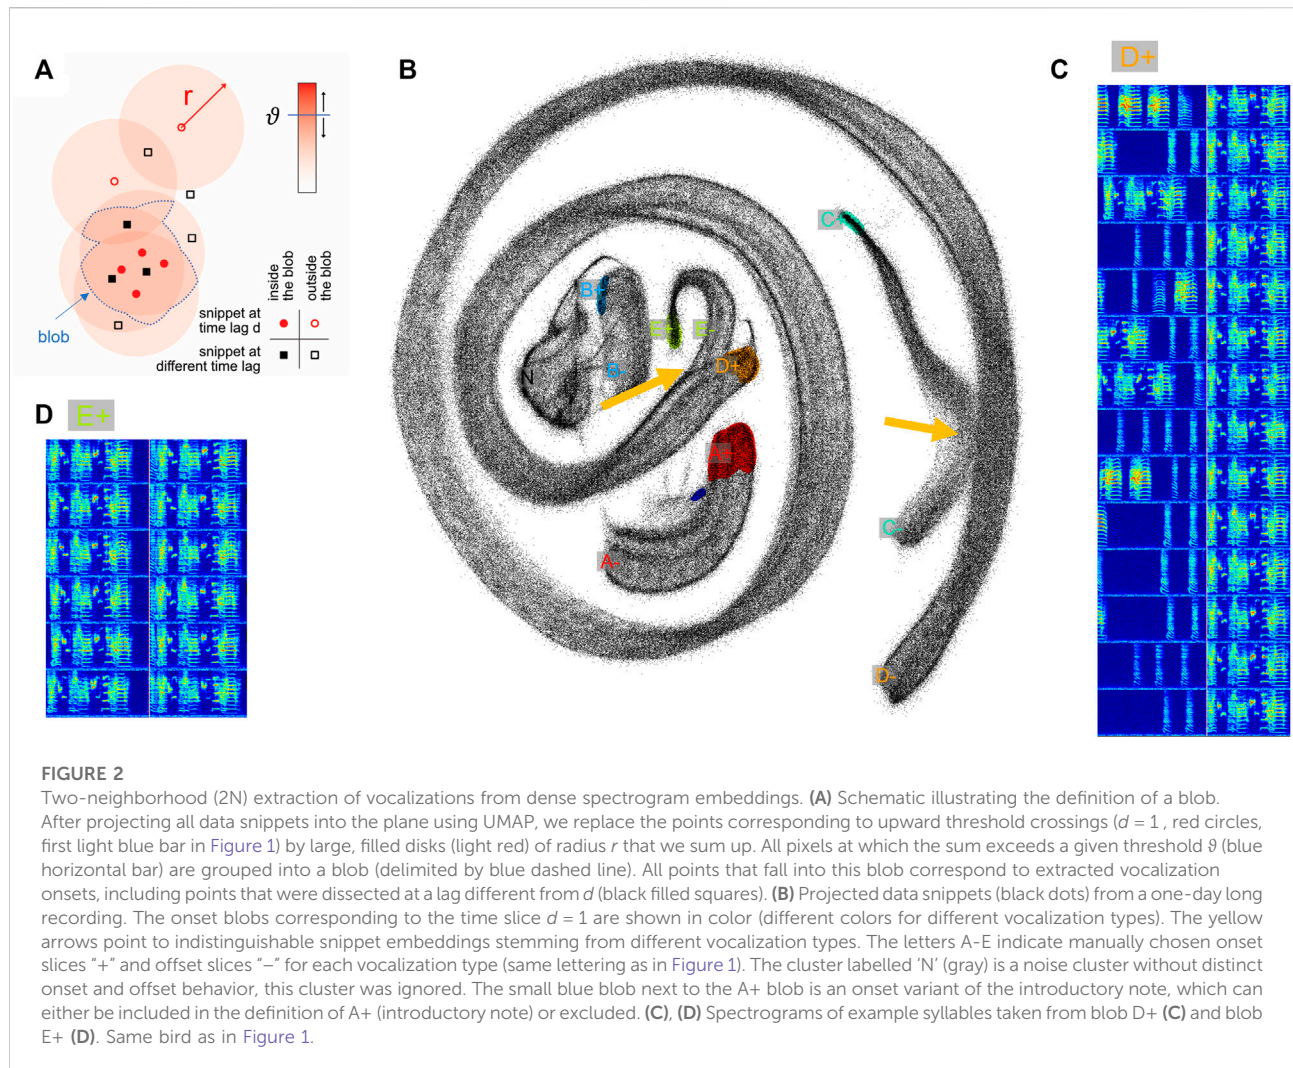 A
r
ϑ
blob
inside
the blob
outside
the blob
snippet at
time lag d
snippet at
different time lag
B
C+
B+
E+
E-
N
B-
D+
A+
C-
A-
D-
C
D+
D
E+
FIGURE 2
Two-neighborhood (2N) extraction of vocalizations from dense spectrogram embeddings. (A) Schematic illustrating the definition of a blob.
After projecting all data snippets into the plane using UMAP, we replace the points corresponding to upward threshold crossings (d = 1 , red circles,
first light blue bar in Figure 1) by large, filled disks (light red) of radius r that we sum up. All pixels at which the sum exceeds a given threshold ϑ (blue
horizontal bar) are grouped into a blob (delimited by blue dashed line). All points that fall into this blob correspond to extracted vocalization
onsets, including points that were dissected at a lag different from d (black filled squares). (B) Projected data snippets (black dots) from a one-day long
recording. The onset blobs corresponding to the time slice d = 1 are shown in color (different colors for different vocalization types). The yellow
arrows point to indistinguishable snippet embeddings stemming from different vocalization types. The letters A-E indicate manually chosen onset
slices “+” and offset slices “−” for each vocalization type (same lettering as in Figure 1). The cluster labelled ‘N’ (gray) is a noise cluster without distinct
onset and offset behavior, this cluster was ignored. The small blue blob next to the A+ blob is an onset variant of the introductory note, which can
either be included in the definition of A+ (introductory note) or excluded. (C), (D) Spectrograms of example syllables taken from blob D+ (C) and blob
E+ (D). Same bird as in Figure 1.